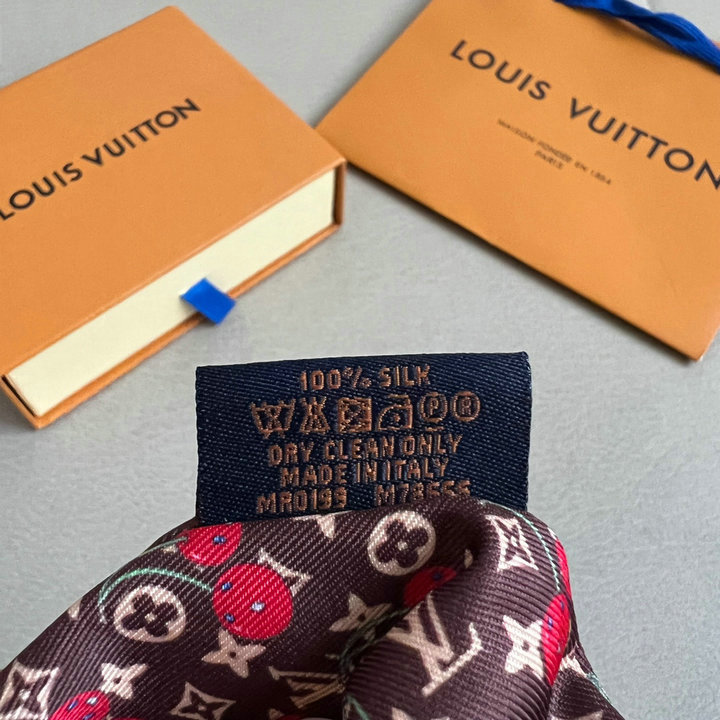 LOUIS VUITTON
LOUIS VUITTON
MAISON FONDÉE EN 1854
PARIS
100% SILK
DRY CLEAN ONLY
MADE IN ITALY
MR0199